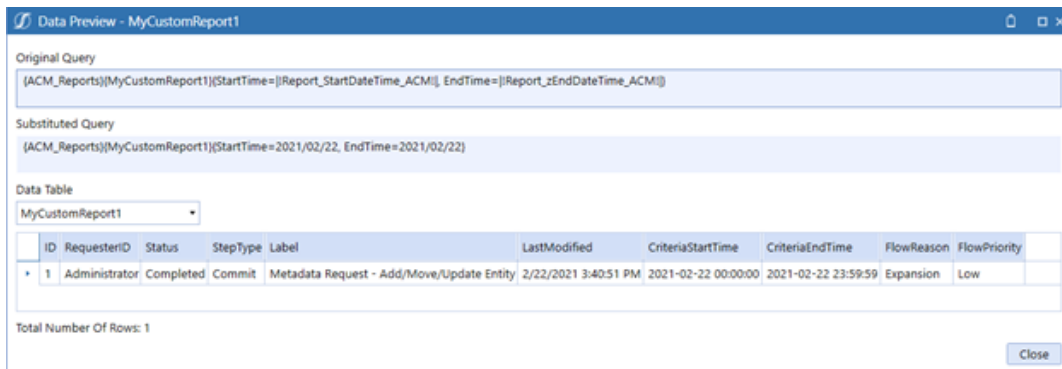 Data Preview - MyCustomReport1
Original Query
{ACM_Reports}{MyCustomReport1}{StartTime=|!Report_StartDateTime_ACM!|, EndTime=|!Report_zEndDateTime_ACM!|}
Substituted Query
{ACM_Reports}{MyCustomReport1}{StartTime=2021/02/22, EndTime=2021/02/22}
Data Table
MyCustomReport1
ID RequesterID Status StepType Label LastModified CriteriaStartTime CriteriaEndTime FlowReason FlowPriority
1 Administrator Completed Commit Metadata Request - Add/Move/Update Entity 2/22/2021 3:40:51 PM 2021-02-22 00:00:00 2021-02-22 23:59:59 Expansion Low
Total Number Of Rows: 1
Close